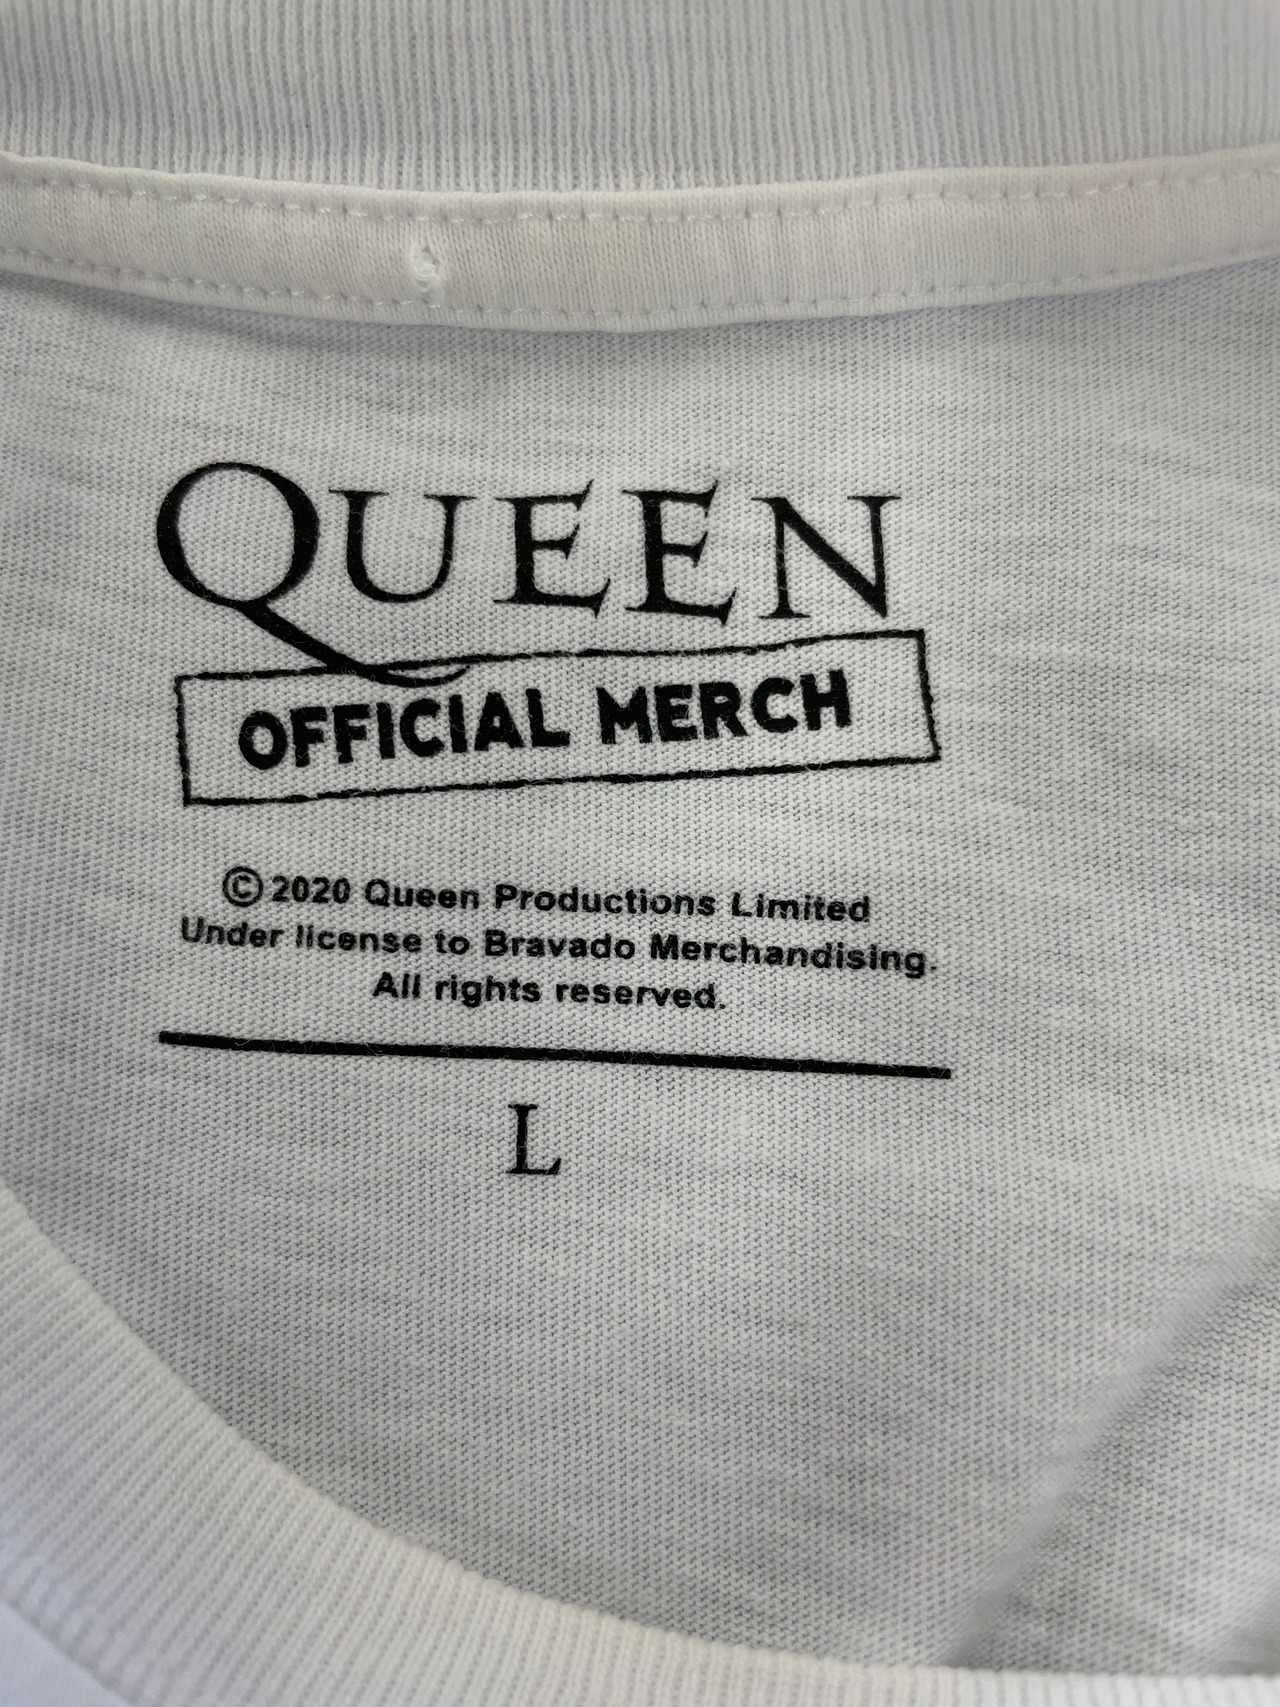 QUEEN
OFFICIAL MERCH
© 2020 Queen Productions Limited
Under license to Bravado Merchandising.
All rights reserved.
L